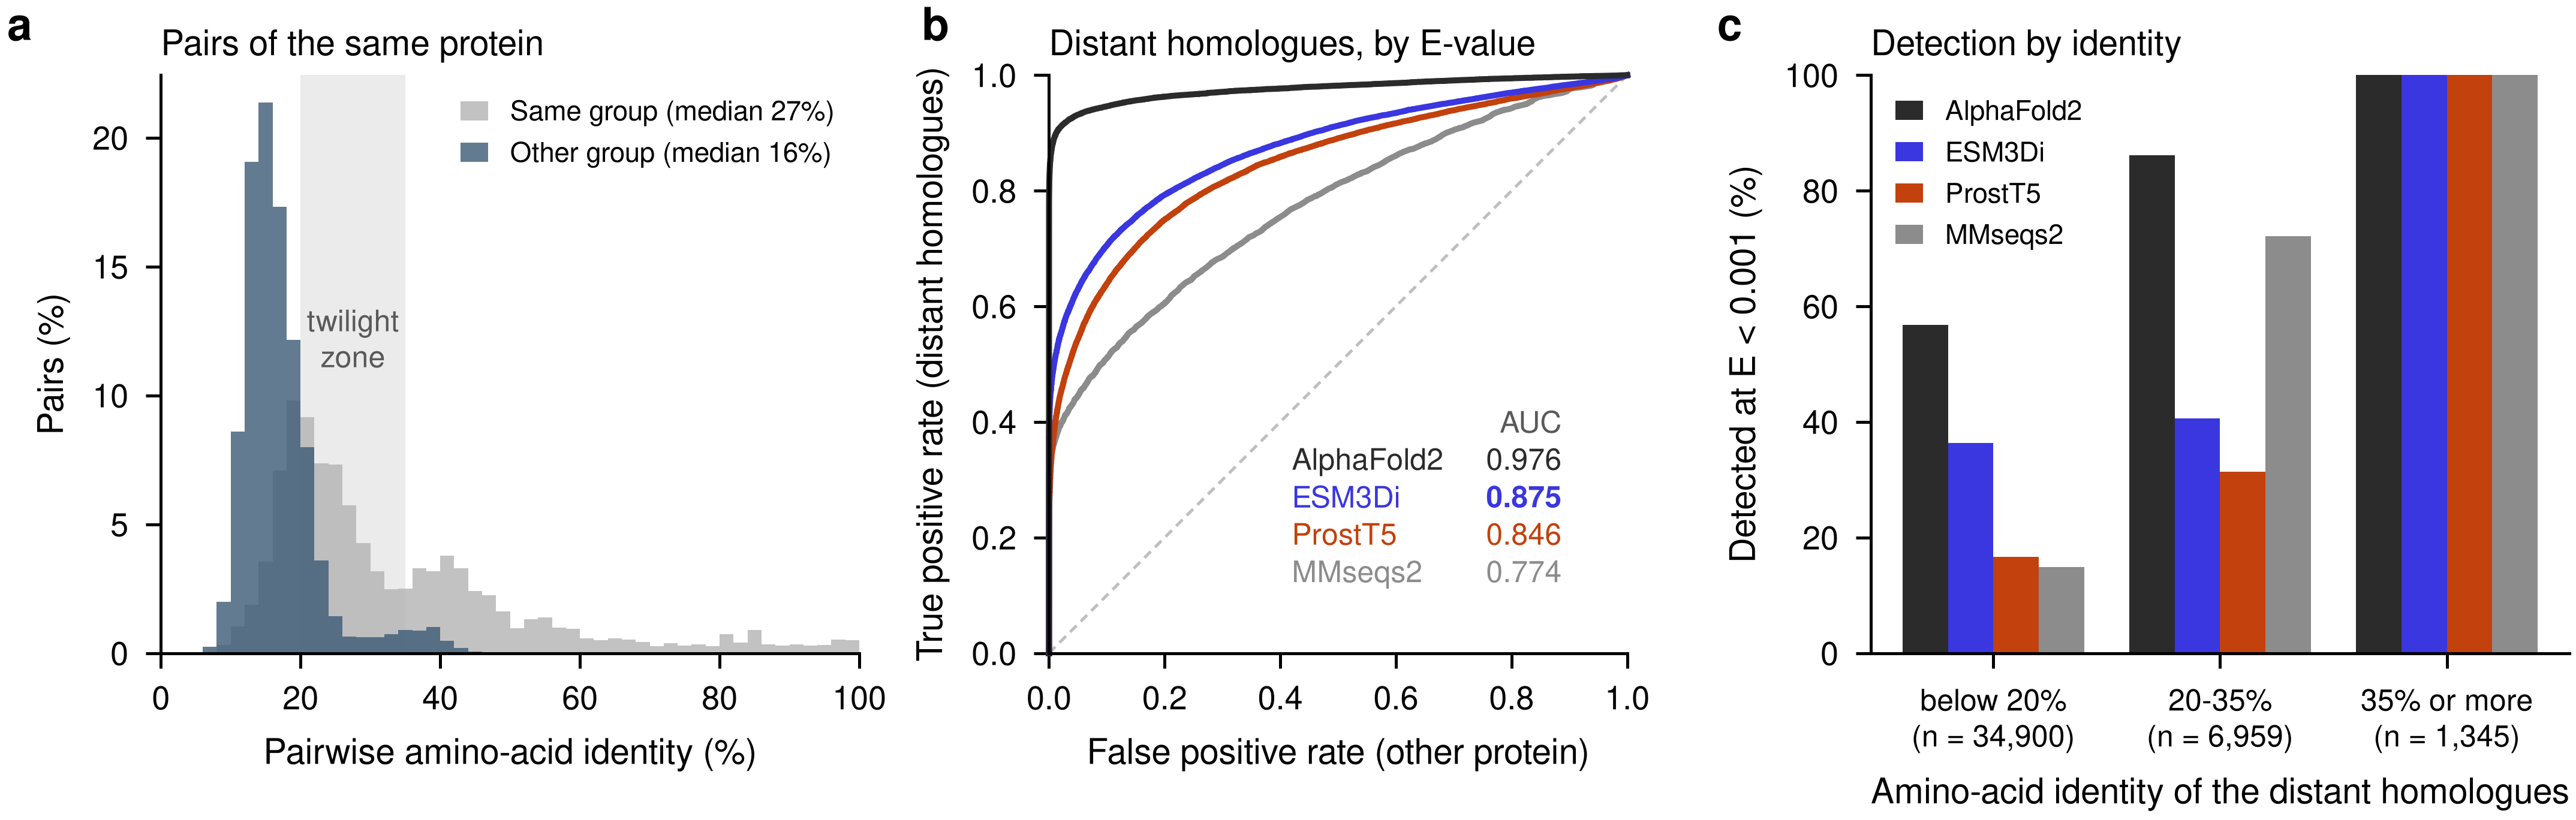 a
Pairs of the same protein
Pairs (%)
20
15
10
5
0
Same group (median 27%)
Other group (median 16%)
twilight
zone
0 20 40 60 80 100
Pairwise amino-acid identity (%)
b
Distant homologues, by E-value
True positive rate (distant homologues)
1.0
0.8
0.6
0.4
0.2
0.0
AUC
AlphaFold2 0.976
ESM3Di 0.875
ProstT5 0.846
MMseqs2 0.774
0.0 0.2 0.4 0.6 0.8 1.0
False positive rate (other protein)
c
Detection by identity
Detected at E < 0.001 (%)
100
80
60
40
20
0
AlphaFold2
ESM3Di
ProstT5
MMseqs2
below 20%
(n = 34,900)
20-35%
(n = 6,959)
35% or more
(n = 1,345)
Amino-acid identity of the distant homologues